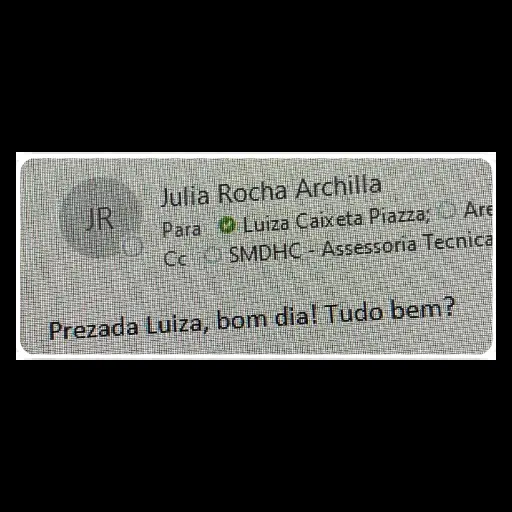 JR
Julia Rocha Archilla
Para Luiza Caixeta Piazza; Are
Cc SMDHC - Assessoria Tecnica
Prezada Luiza, bom dia! Tudo bem?